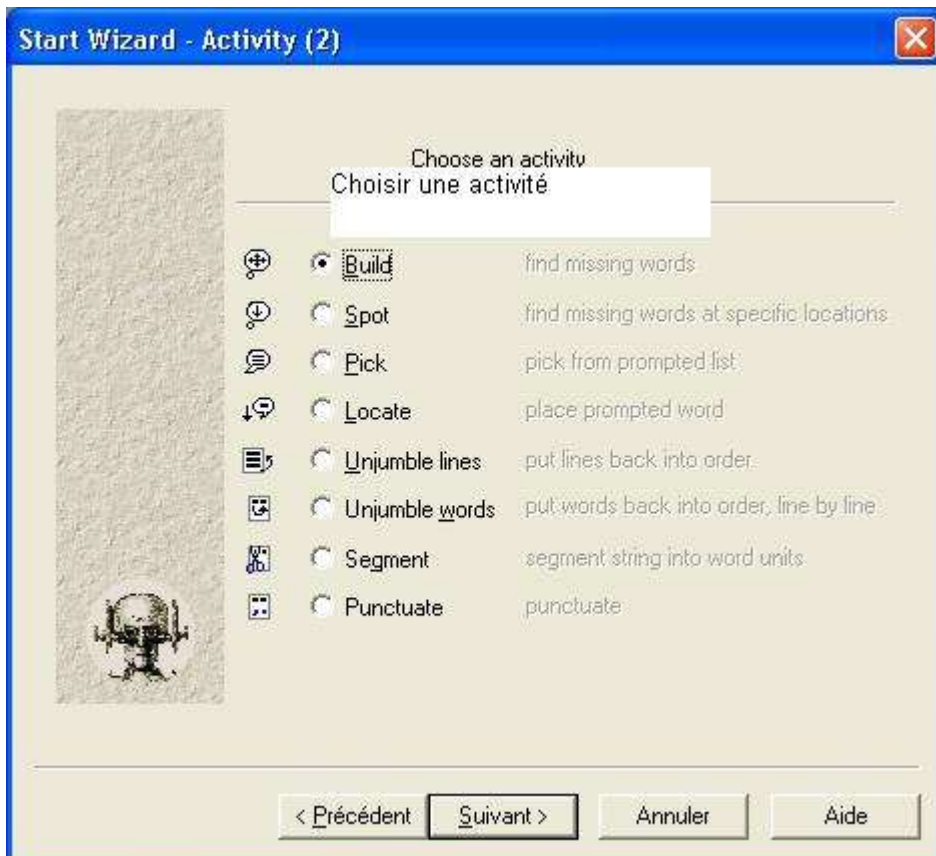 Start Wizard - Activity (2)
Choose an activity
Choisir une activité
Build find missing words
Spot find missing words at specific locations
Pick pick from prompted list
Locate place prompted word
Unjumble lines put lines back into order
Unjumble words put words back into order, line by line
Segment segment string into word units
Punctuate punctuate
< Précédent Suivant > Annuler Aide